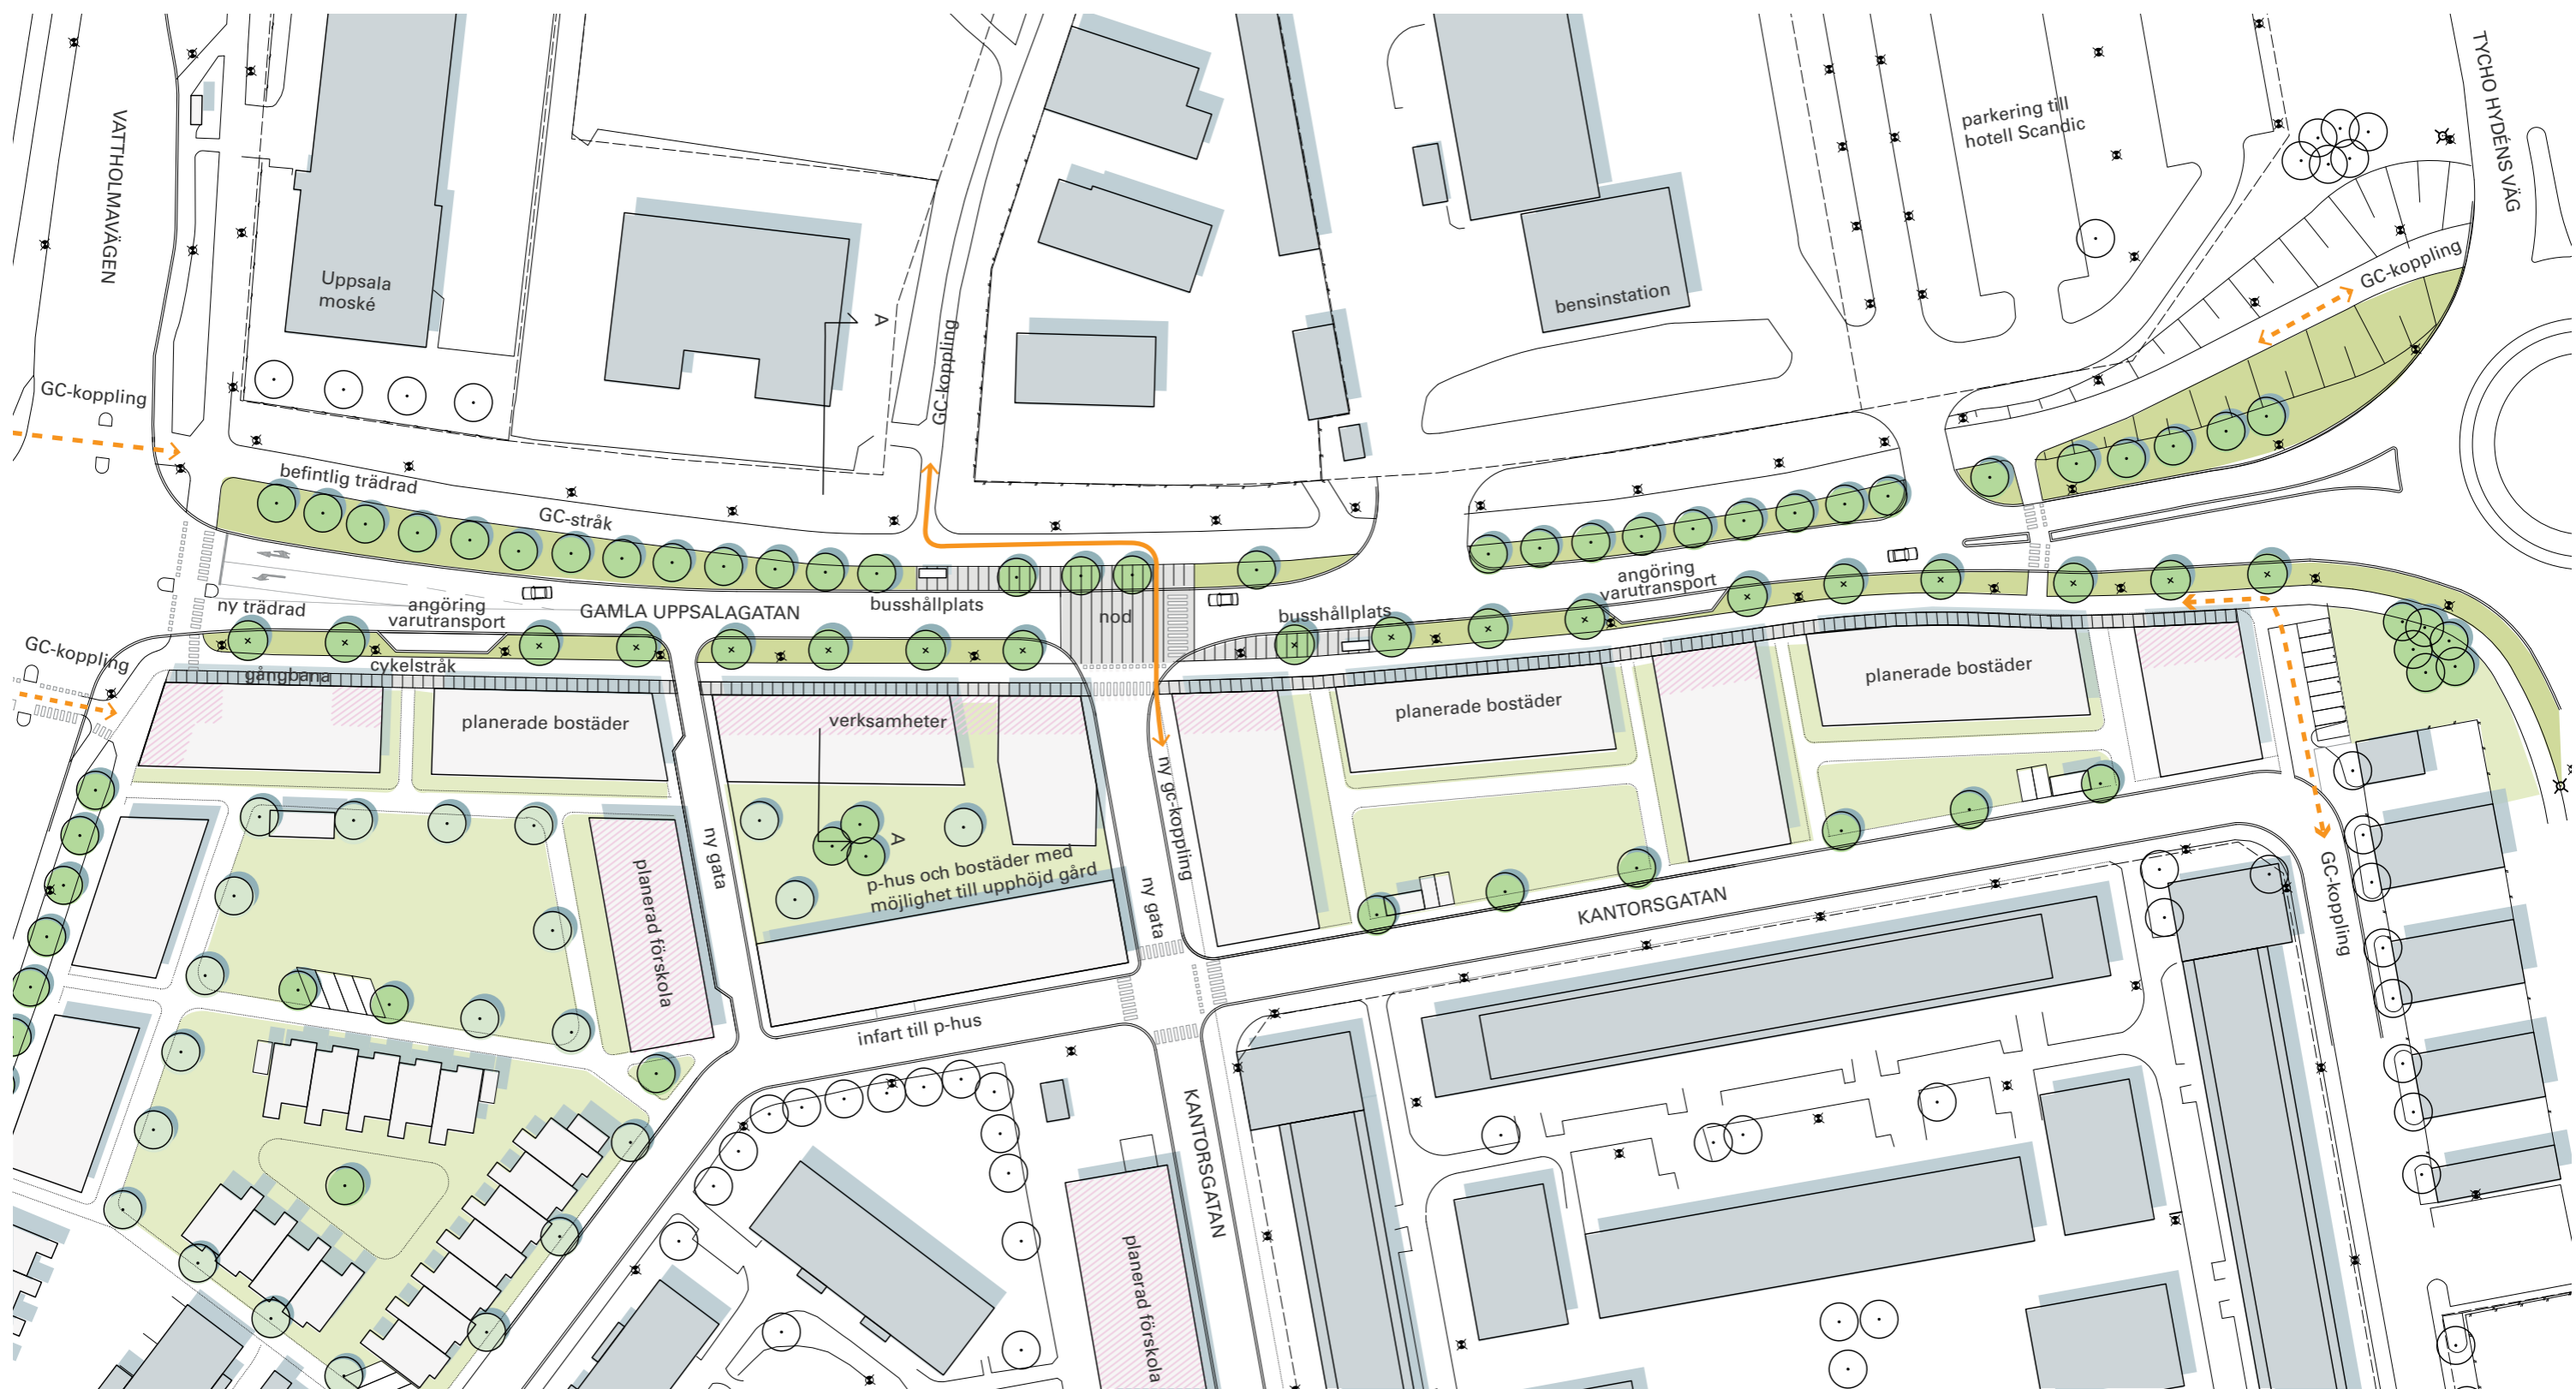 TYCHO HYDÉNS VÄG
VATTHOLMAVÄGEN
parkering till
hotell Scandic
GC-koppling
Uppsala
moské
bensinstation
A
GC-koppling
GC-koppling
befintlig trädrad
GC-stråk
angöring
varutransport
ny trädrad
angöring
varutransport
GAMLA UPPSALAGATAN
busshållplats
nod
busshållplats
GC-koppling
gångbana
cykelstråk
planerade bostäder
planerade bostäder
verksamheter
planerade bostäder
ny gc-koppling
ny gata
A
p-hus och bostäder med
möjlighet till upphöjd gård
planerad förskola
ny gata
KANTORSGATAN
GC-koppling
infart till p-hus
KANTORSGATAN
planerad förskola